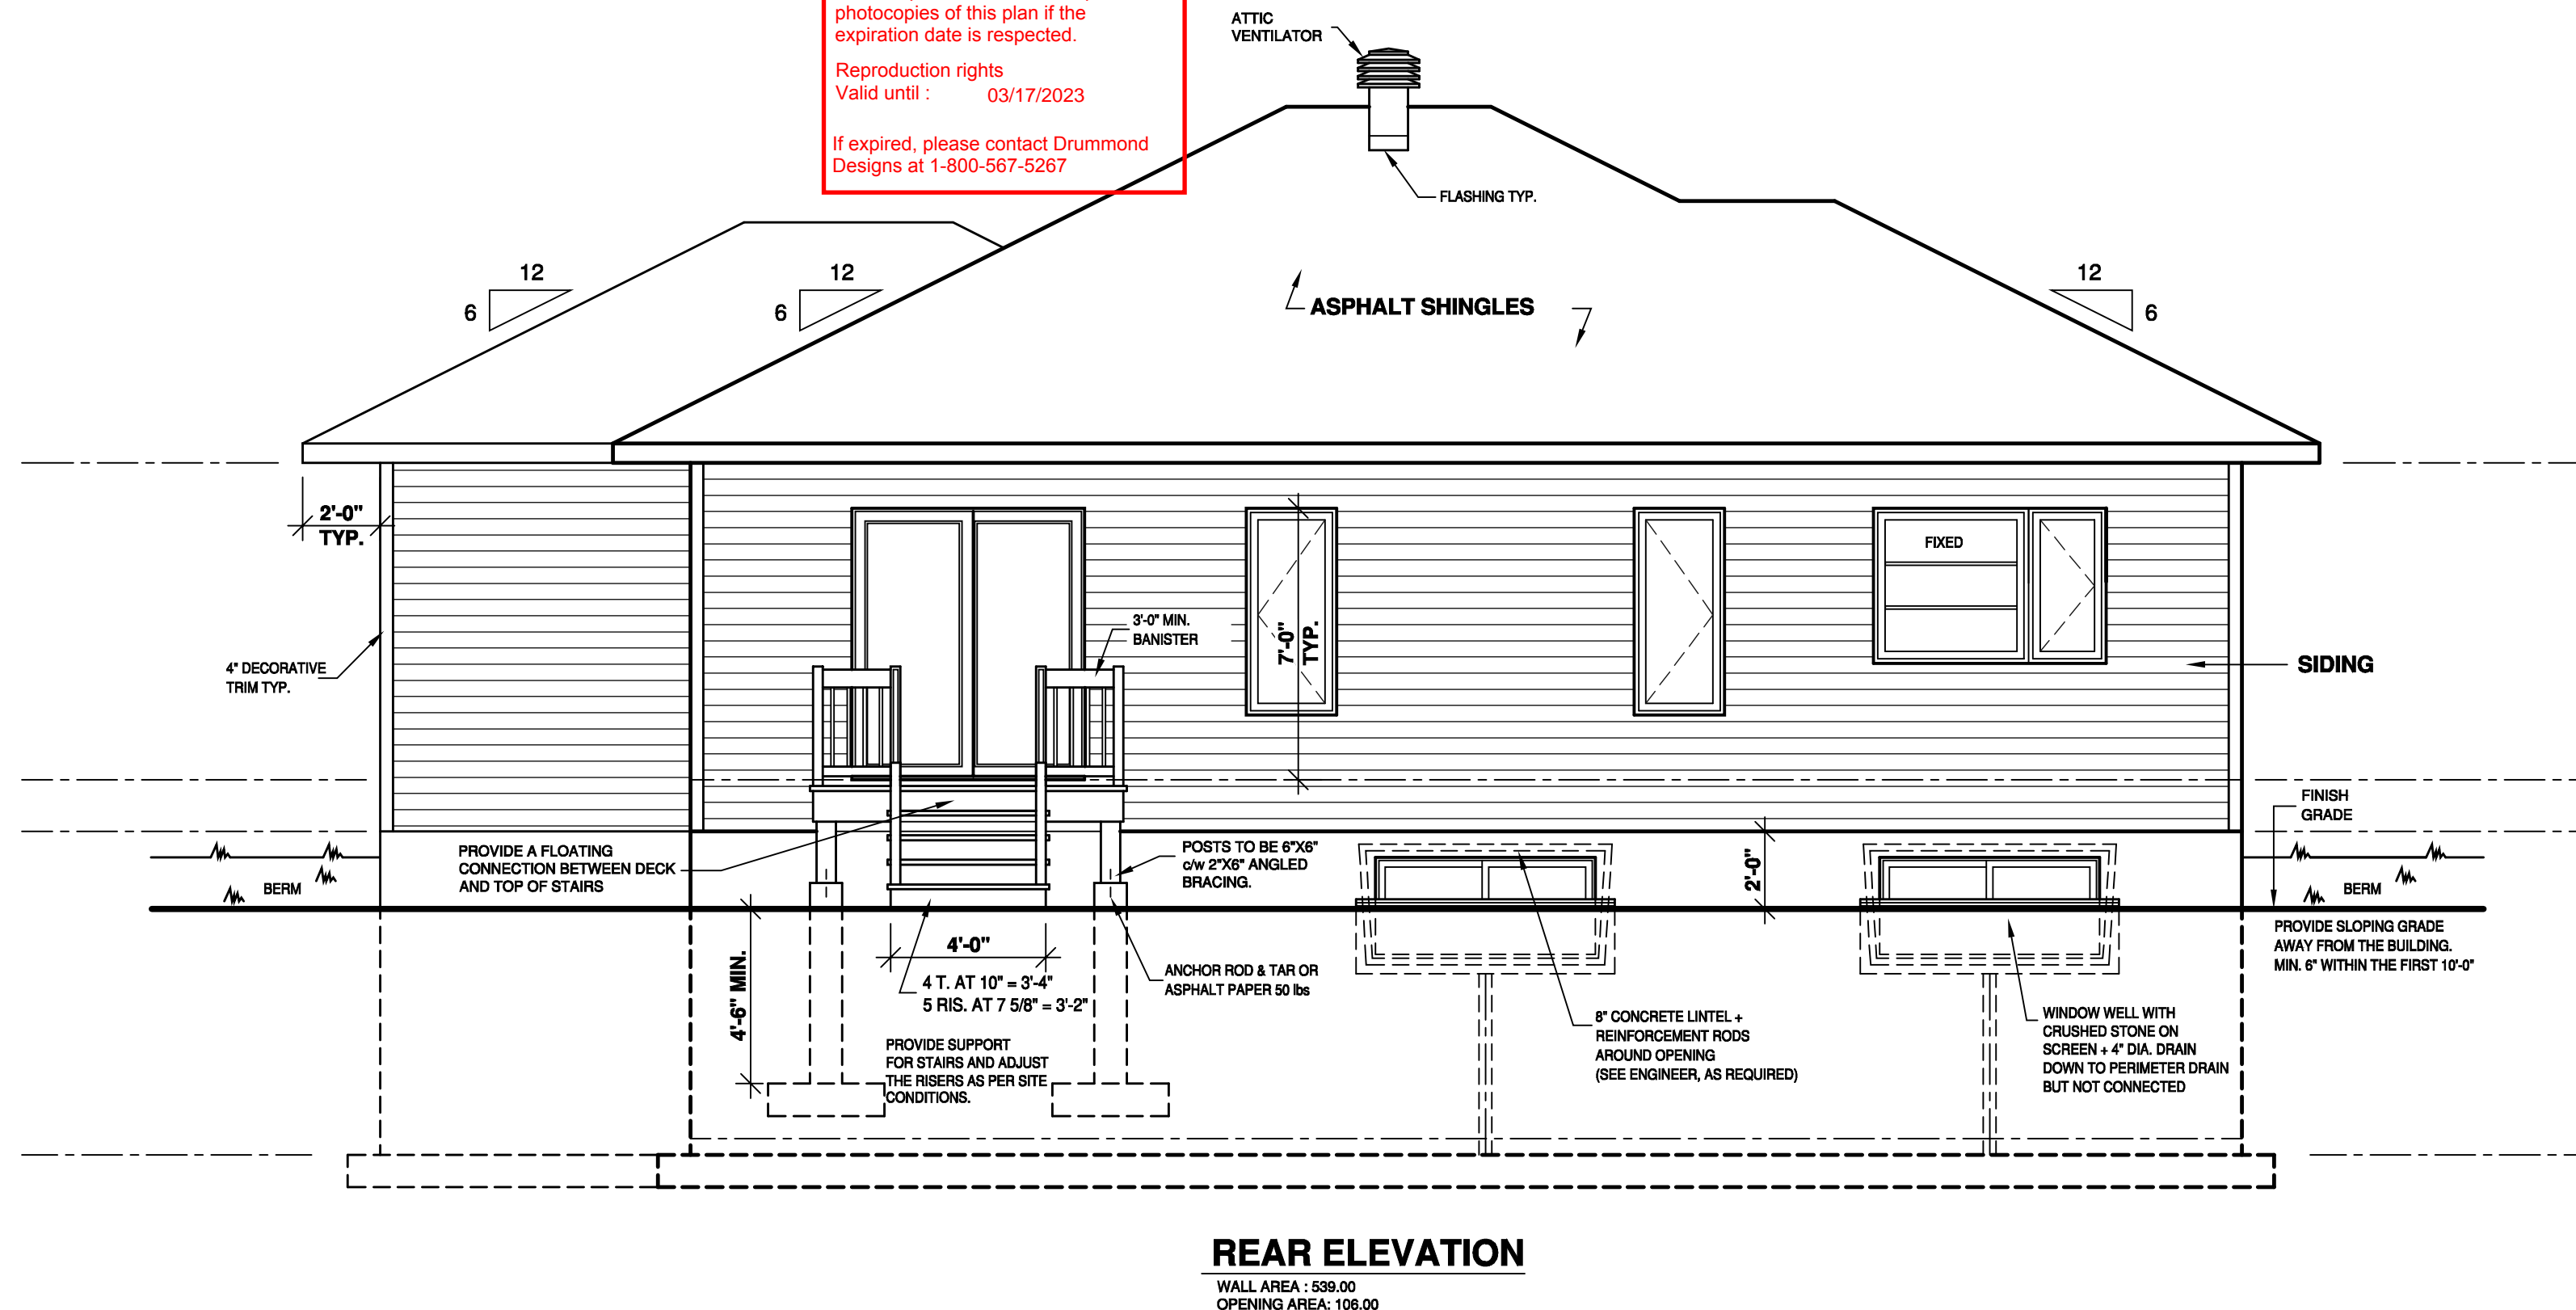 photocopies of this plan if the
expiration date is respected.
Reproduction rights
Valid until : 03/17/2023
If expired, please contact Drummond
Designs at 1-800-567-5267
ATTIC
VENTILATOR
FLASHING TYP.
12
6
12
6
12
6
ASPHALT SHINGLES
2'-0"
TYP.
FIXED
3'-0" MIN.
BANISTER
7'-0"
TYP.
4" DECORATIVE
TRIM TYP.
SIDING
FINISH
GRADE
PROVIDE A FLOATING
CONNECTION BETWEEN DECK
AND TOP OF STAIRS
POSTS TO BE 6"X6"
c/w 2"X6" ANGLED
BRACING.
2'-0"
BERM
BERM
PROVIDE SLOPING GRADE
AWAY FROM THE BUILDING.
MIN. 6" WITHIN THE FIRST 10'-0"
4'-6" MIN.
4'-0"
4 T. AT 10" = 3'-4"
5 RIS. AT 7 5/8" = 3'-2"
ANCHOR ROD & TAR OR
ASPHALT PAPER 50 lbs
PROVIDE SUPPORT
FOR STAIRS AND ADJUST
THE RISERS AS PER SITE
CONDITIONS.
8" CONCRETE LINTEL +
REINFORCEMENT RODS
AROUND OPENING
(SEE ENGINEER, AS REQUIRED)
WINDOW WELL WITH
CRUSHED STONE ON
SCREEN + 4" DIA. DRAIN
DOWN TO PERIMETER DRAIN
BUT NOT CONNECTED
REAR ELEVATION
WALL AREA : 539.00
OPENING AREA: 106.00